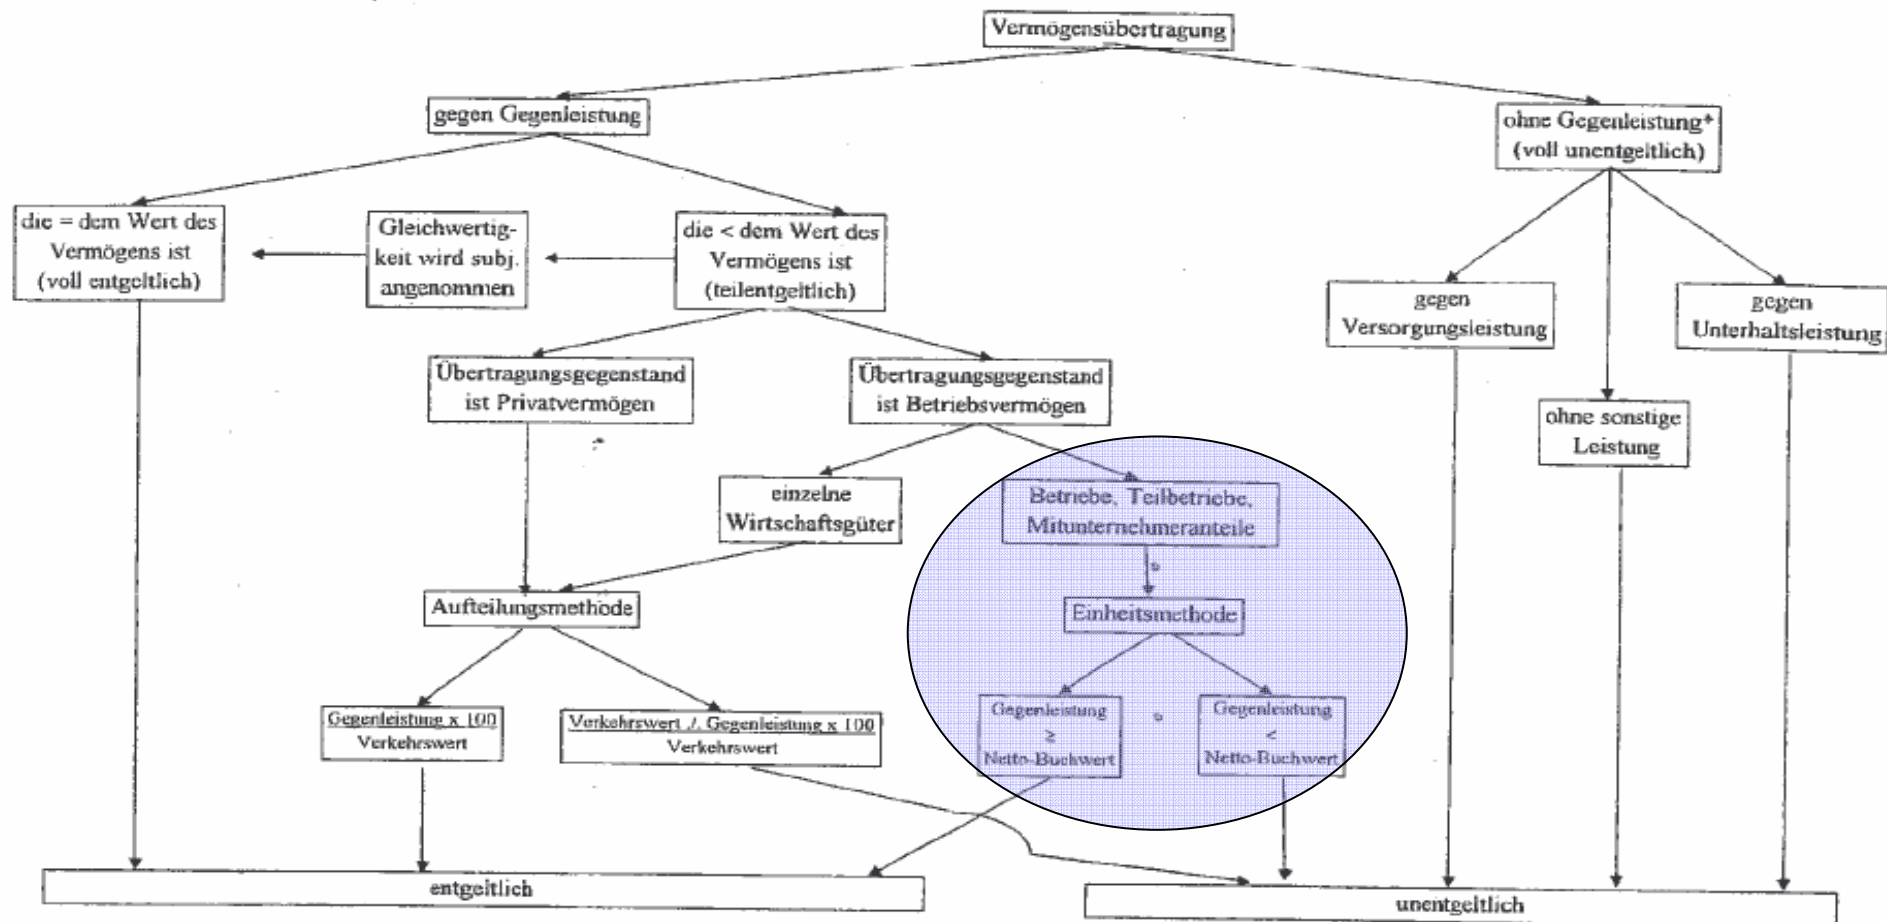 Vermögensübertragung
gegen Gegenleistung
ohne Gegenleistung*
(voll unentgeltlich)
die = dem Wert des
Vermögens ist
(voll entgeltlich)
Gleichwertig-
keit wird subj.
angenommen
die < dem Wert des
Vermögens ist
(teilentgeltlich)
gegen
Versorgungsleistung
gegen
Unterhaltsleistung
Übertragungsgegenstand
ist Privatvermögen
Übertragungsgegenstand
ist Betriebsvermögen
ohne sonstige
Leistung
einzelne
Wirtschaftsgüter
Betriebe, Teilbetriebe,
Mitunternehmeranteile
Aufteilungsmethode
Einheitsmethode
Gegenleistung x 100
Verkehrswert
Verkehrswert ./. Gegenleistung x 100
Verkehrswert
Gegenleistung
≥
Netto-Buchwert
Gegenleistung
<
Netto-Buchwert
entgeltlich
unentgeltlich